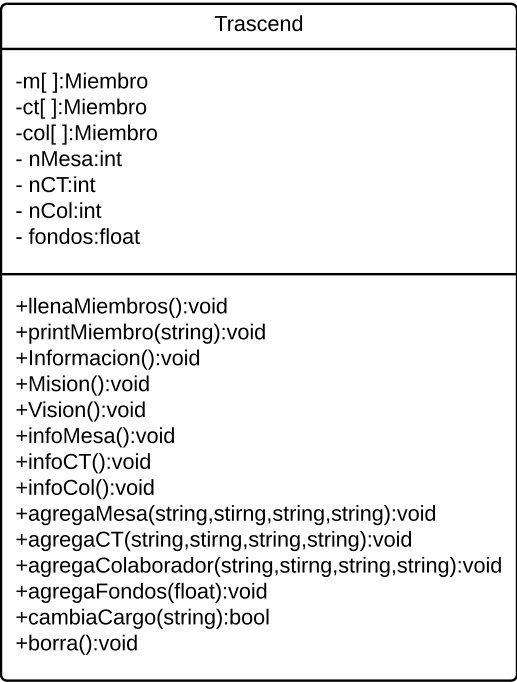 Trascend
-m[ ]:Miembro
-ct[ ]:Miembro
-col[ ]:Miembro
- nMesa:int
- nCT:int
- nCol:int
- fondos:float
+llenaMiembros():void
+printMiembro(string):void
+Informacion():void
+Mision():void
+Vision():void
+infoMesa():void
+infoCT():void
+infoCol():void
+agregaMesa(string,stirng,string,string):void
+agregaCT(string,stirng,string,string):void
+agregaColaborador(string,stirng,string,string):void
+agregaFondos(float):void
+cambiaCargo(string):bool
+borra():void